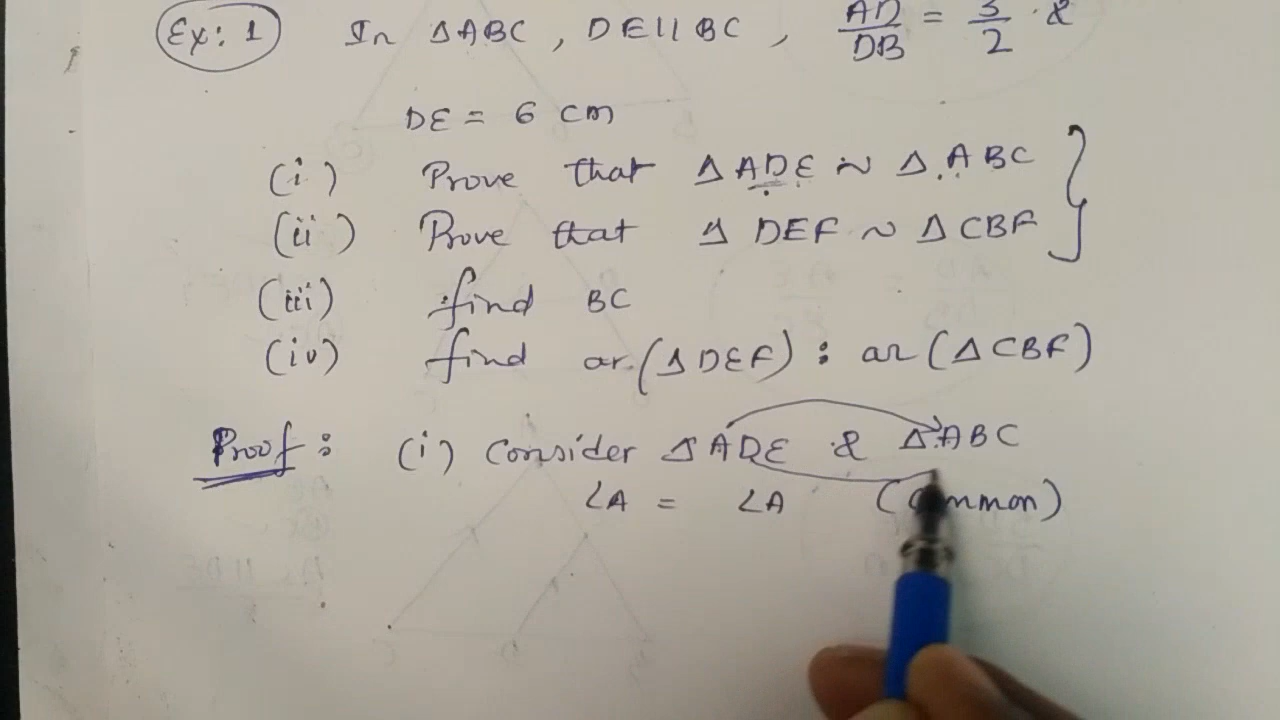 Ex: 1 In ΔABC, DE||BC, AD/DB = 3/2 &
DE = 6 cm
(i) Prove that ΔADE ~ ΔABC
(ii) Prove that ΔDEF ~ ΔCBF
(iii) find BC
(iv) find ar(ΔDEF) : ar(ΔCBF)
Proof: (i) Consider ΔADE & ΔABC
∠A = ∠A (Common)